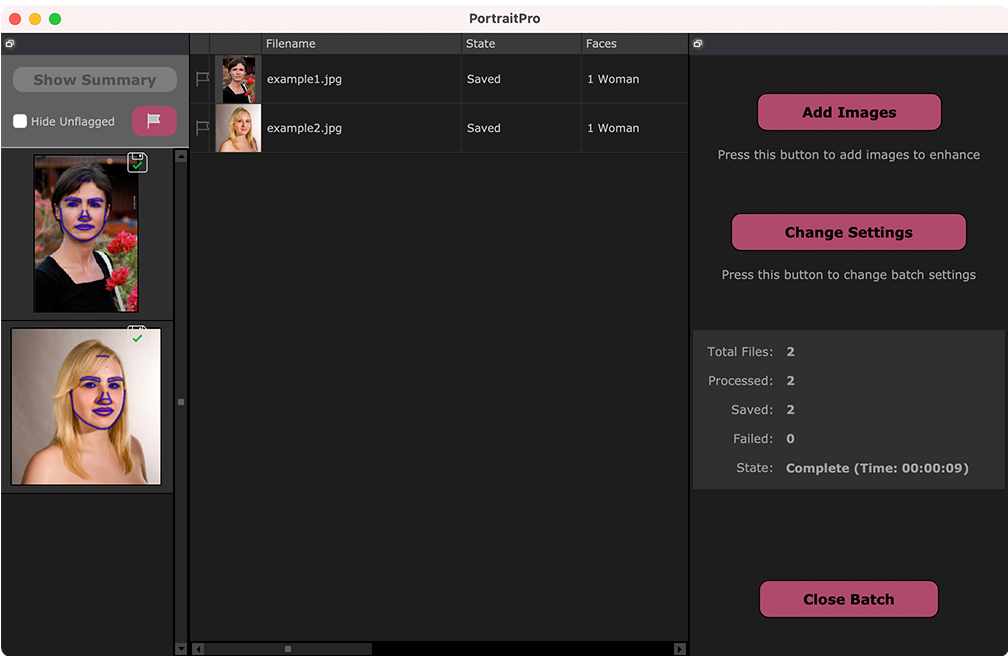 PortraitPro
Show Summary
Hide Unflagged
Filename State Faces
example1.jpg Saved 1 Woman
example2.jpg Saved 1 Woman
Add Images
Press this button to add images to enhance
Change Settings
Press this button to change batch settings
Total Files: 2
Processed: 2
Saved: 2
Failed: 0
State: Complete (Time: 00:00:09)
Close Batch